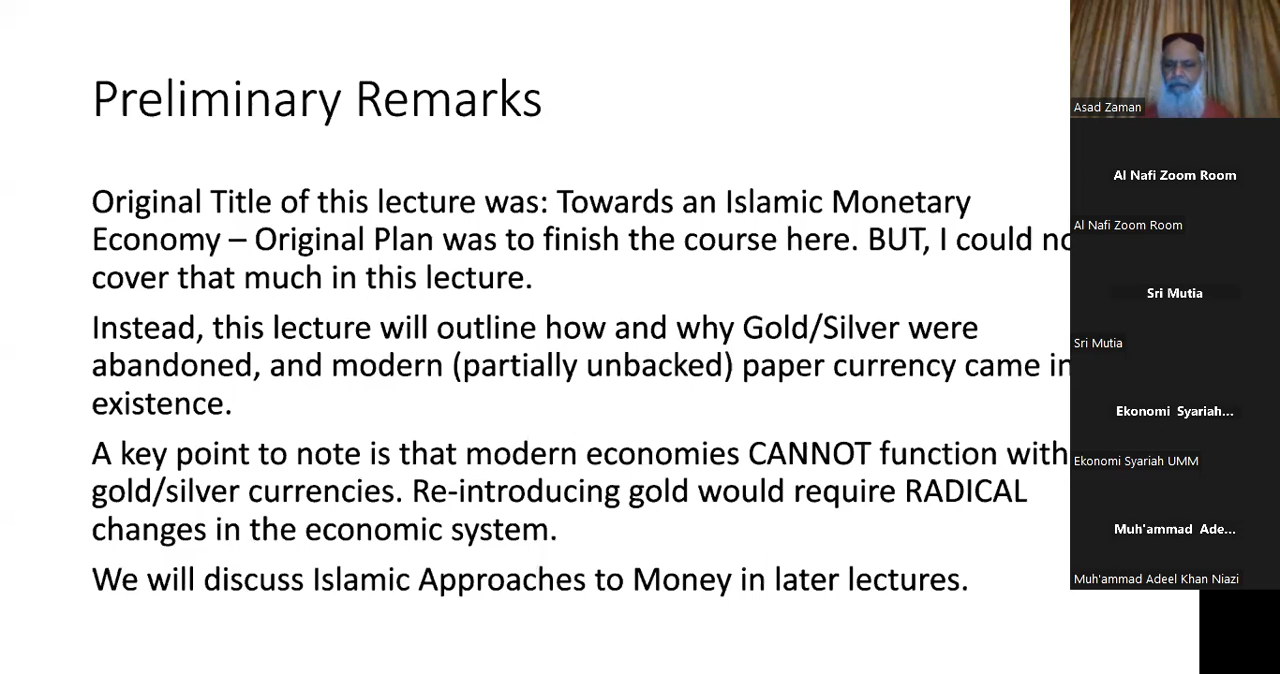 Preliminary Remarks
Original Title of this lecture was: Towards an Islamic Monetary
Economy – Original Plan was to finish the course here. BUT, I could
cover that much in this lecture.
Instead, this lecture will outline how and why Gold/Silver were
abandoned, and modern (partially unbacked) paper currency came
existence.
A key point to note is that modern economies CANNOT function with
gold/silver currencies. Re-introducing gold would require RADICAL
changes in the economic system.
We will discuss Islamic Approaches to Money in later lectures.
Asad Zaman
Al Nafi Zoom Room
Al Nafi Zoom Room
Sri Mutia
Sri Mutia
Ekonomi Syariah...
Ekonomi Syariah UMM
Muh'ammad Ade...
Muh'ammad Adeel Khan Niazi